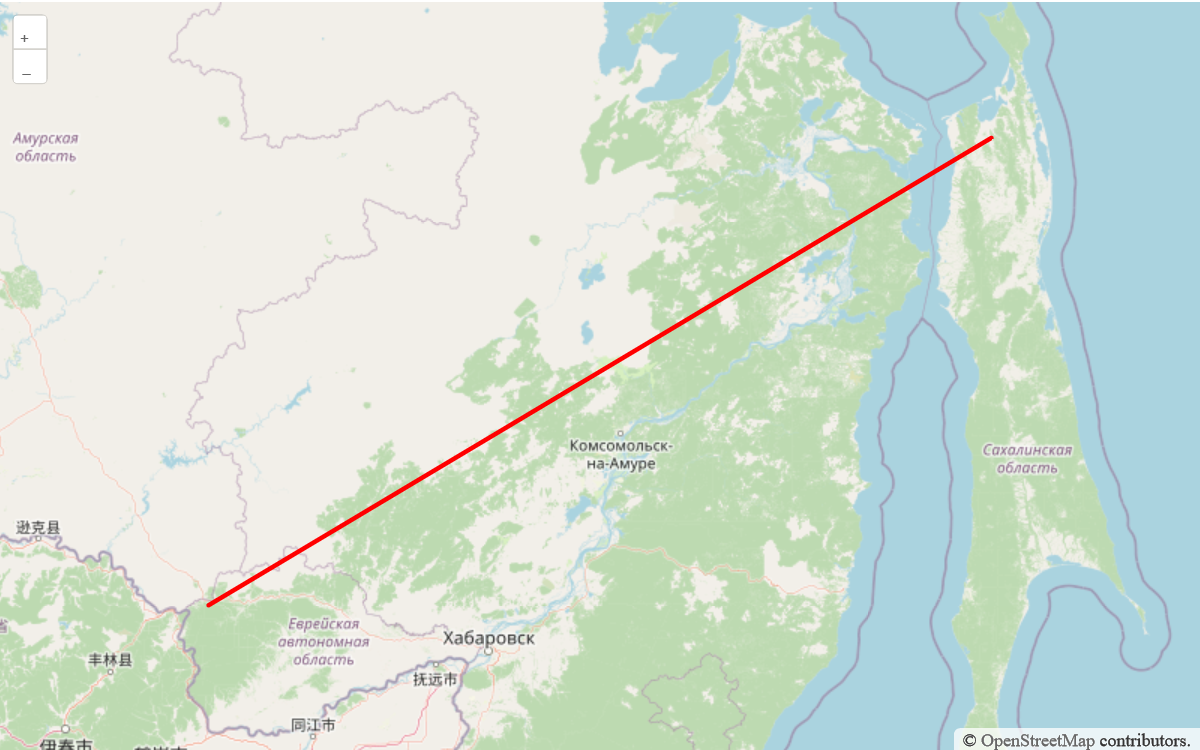 +
–
Амурская
область
Комсомольск-
на-Амуре
Сахалинская
область
逊克县
Еврейская
автономная
область
Хабаровск
丰林县
抚远市
同江市
伊春市
© OpenStreetMap contributors.